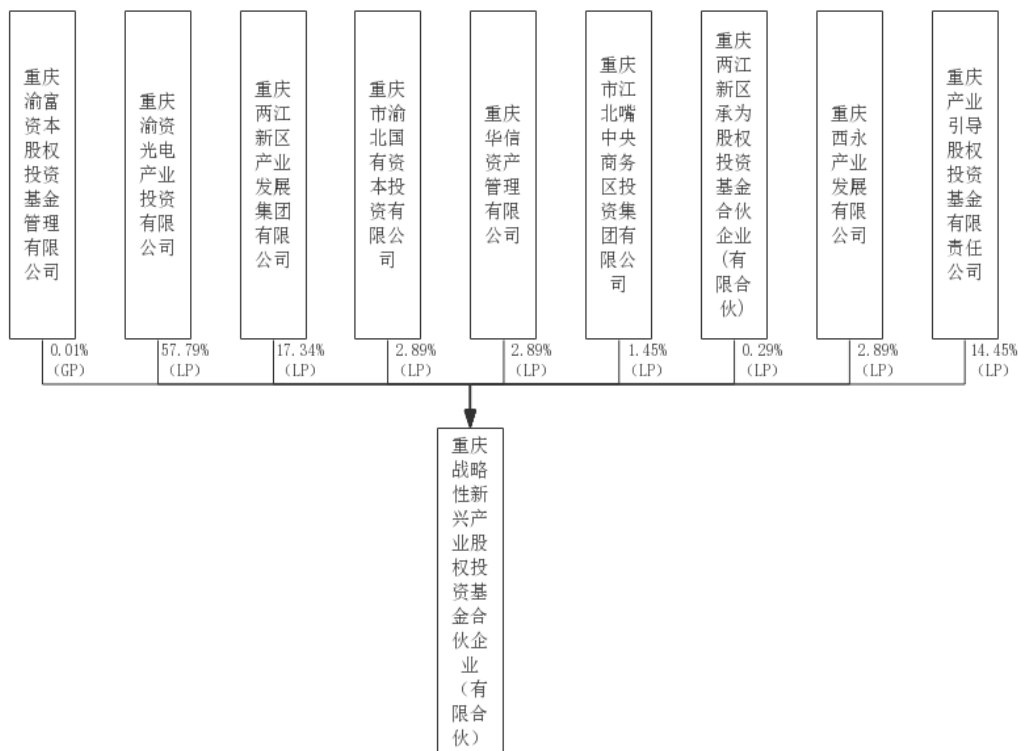 重庆
渝富
资本
股权
投资
基金
管理
有限
公司
重庆
渝资
光电
产业
投资
有限
公司
重庆
两江
新区
产业
发展
集团
有限
公司
重庆
市渝
北国
有资
本投
资有
限公
司
重庆
华信
资产
管理
有限
公司
重庆
市江
北嘴
中央
商务
区投
资集
团有
限公
司
重庆
两江
新区
承为
股权
投资
基金
合伙
企业
(有
限合
伙)
重庆
西永
产业
发展
有限
公司
重庆
产业
引导
股权
投资
基金
有限
责任
公司
0.01%
(GP)
57.79%
(LP)
17.34%
(LP)
2.89%
(LP)
2.89%
(LP)
1.45%
(LP)
0.29%
(LP)
2.89%
(LP)
14.45%
(LP)
重庆
战略
性新
兴产
业股
权投
资基
金合
伙企
业
（有
限合
伙）